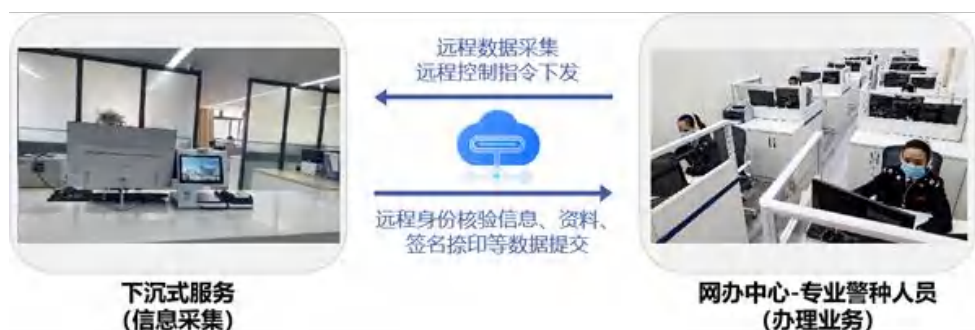 远程数据采集
远程控制指令下发
远程身份核验信息、资料、
签名捺印等数据提交
下沉式服务
（信息采集）
网办中心-专业警种人员
（办理业务）